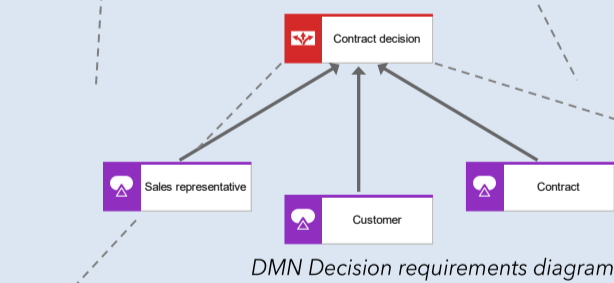 Contract decision
Sales representative
Customer
Contract
DMN Decision requirements diagram